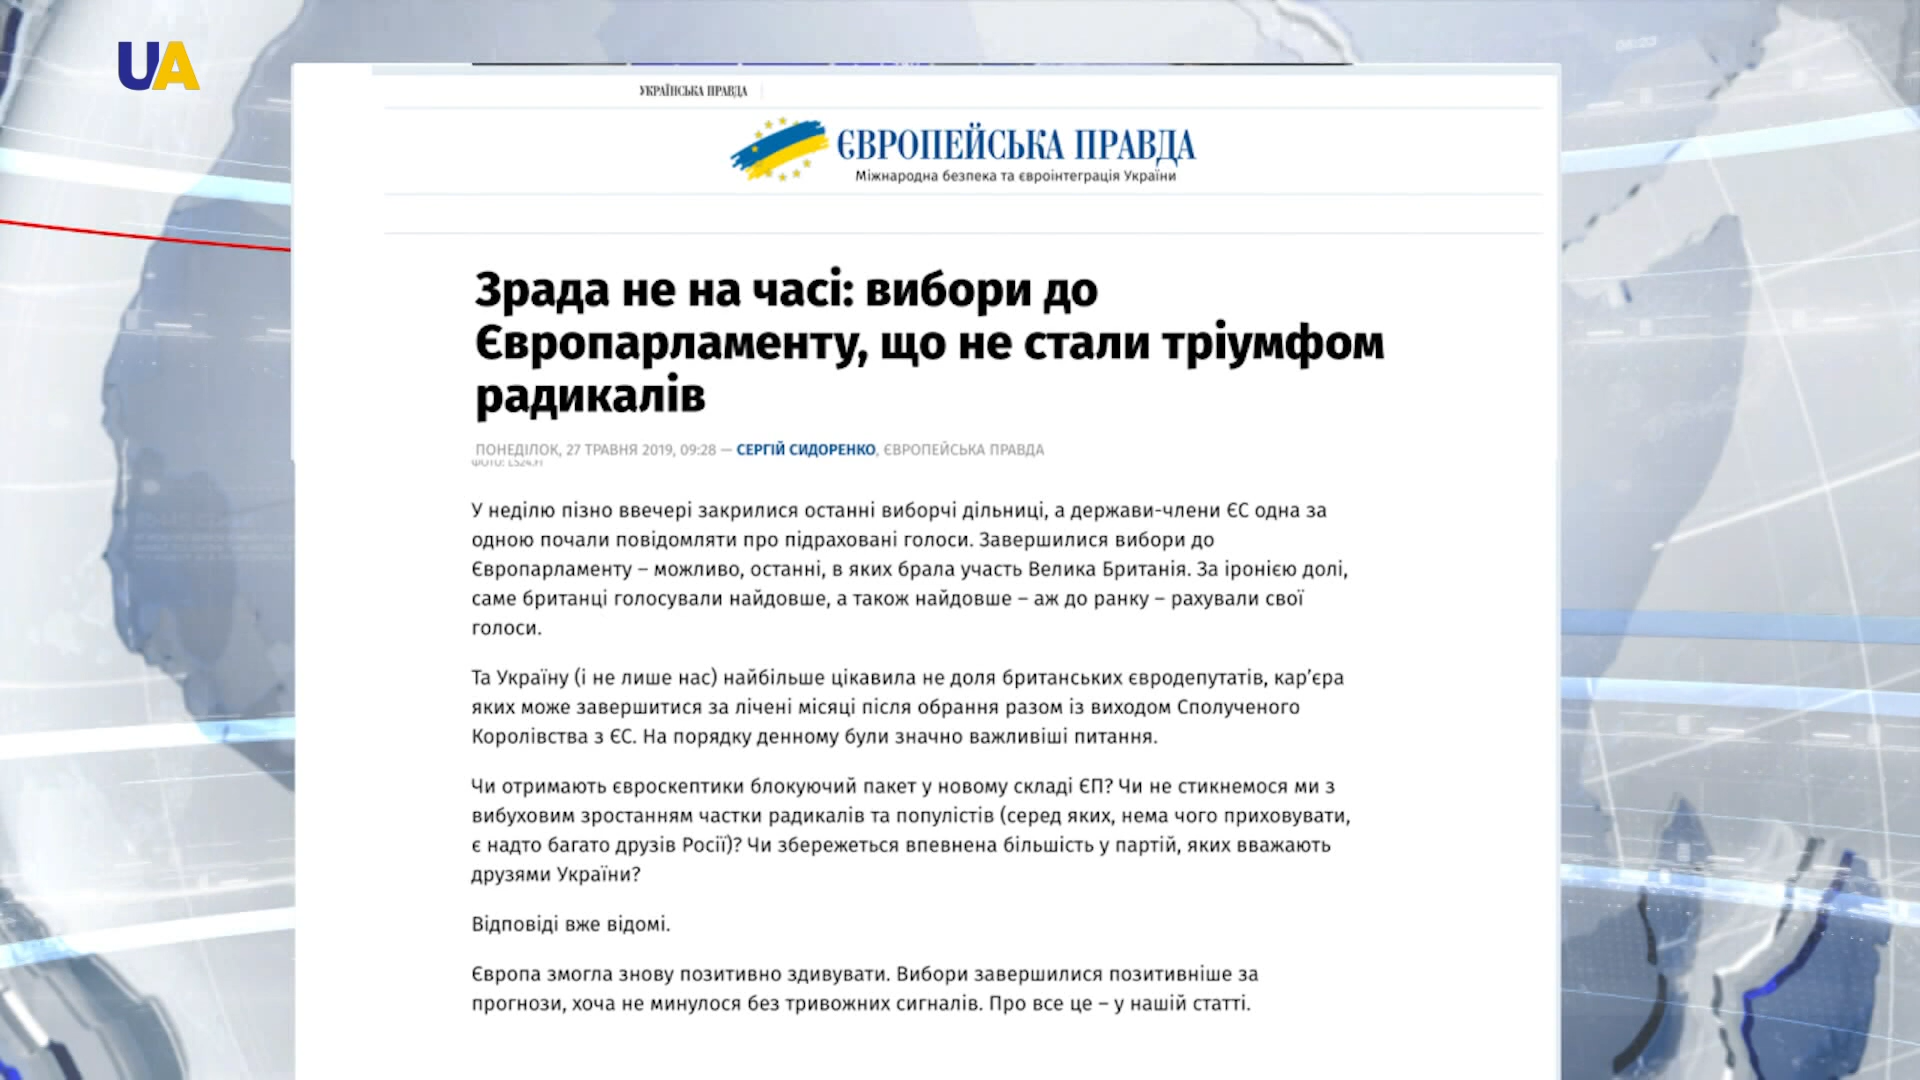 UA
УКРАЇНСЬКА ПРАВДА
ЄВРОПЕЙСЬКА ПРАВДА
Міжнародна безпека та євроінтеграція України
Зрада не на часі: вибори до
Європарламенту, що не стали тріумфом
радикалів
ПОНЕДІЛОК, 27 ТРАВНЯ 2019, 09:28 — СЕРГІЙ СИДОРЕНКО, ЄВРОПЕЙСЬКА ПРАВДА
У неділю пізно ввечері закрилися останні виборчі дільниці, а держави-члени ЄС одна за
одною почали повідомляти про підраховані голоси. Завершилися вибори до
Європарламенту – можливо, останні, в яких брала участь Велика Британія. За іронією долі,
саме британці голосували найдовше, а також найдовше – аж до ранку – рахували свої
голоси.
Та Україну (і не лише нас) найбільше цікавила не доля британських євродепутатів, кар’єра
яких може завершитися за лічені місяці після обрання разом із виходом Сполученого
Королівства з ЄС. На порядку денному були значно важливіші питання.
Чи отримають євроскептики блокуючий пакет у новому складі ЄП? Чи не стикнемося ми з
вибуховим зростанням частки радикалів та популістів (серед яких, нема чого приховувати,
є надто багато друзів Росії)? Чи збережеться впевнена більшість у партій, яких вважають
друзями України?
Відповіді вже відомі.
Європа змогла знову позитивно здивувати. Вибори завершилися позитивніше за
прогнози, хоча не минулося без тривожних сигналів. Про все це – у нашій статті.